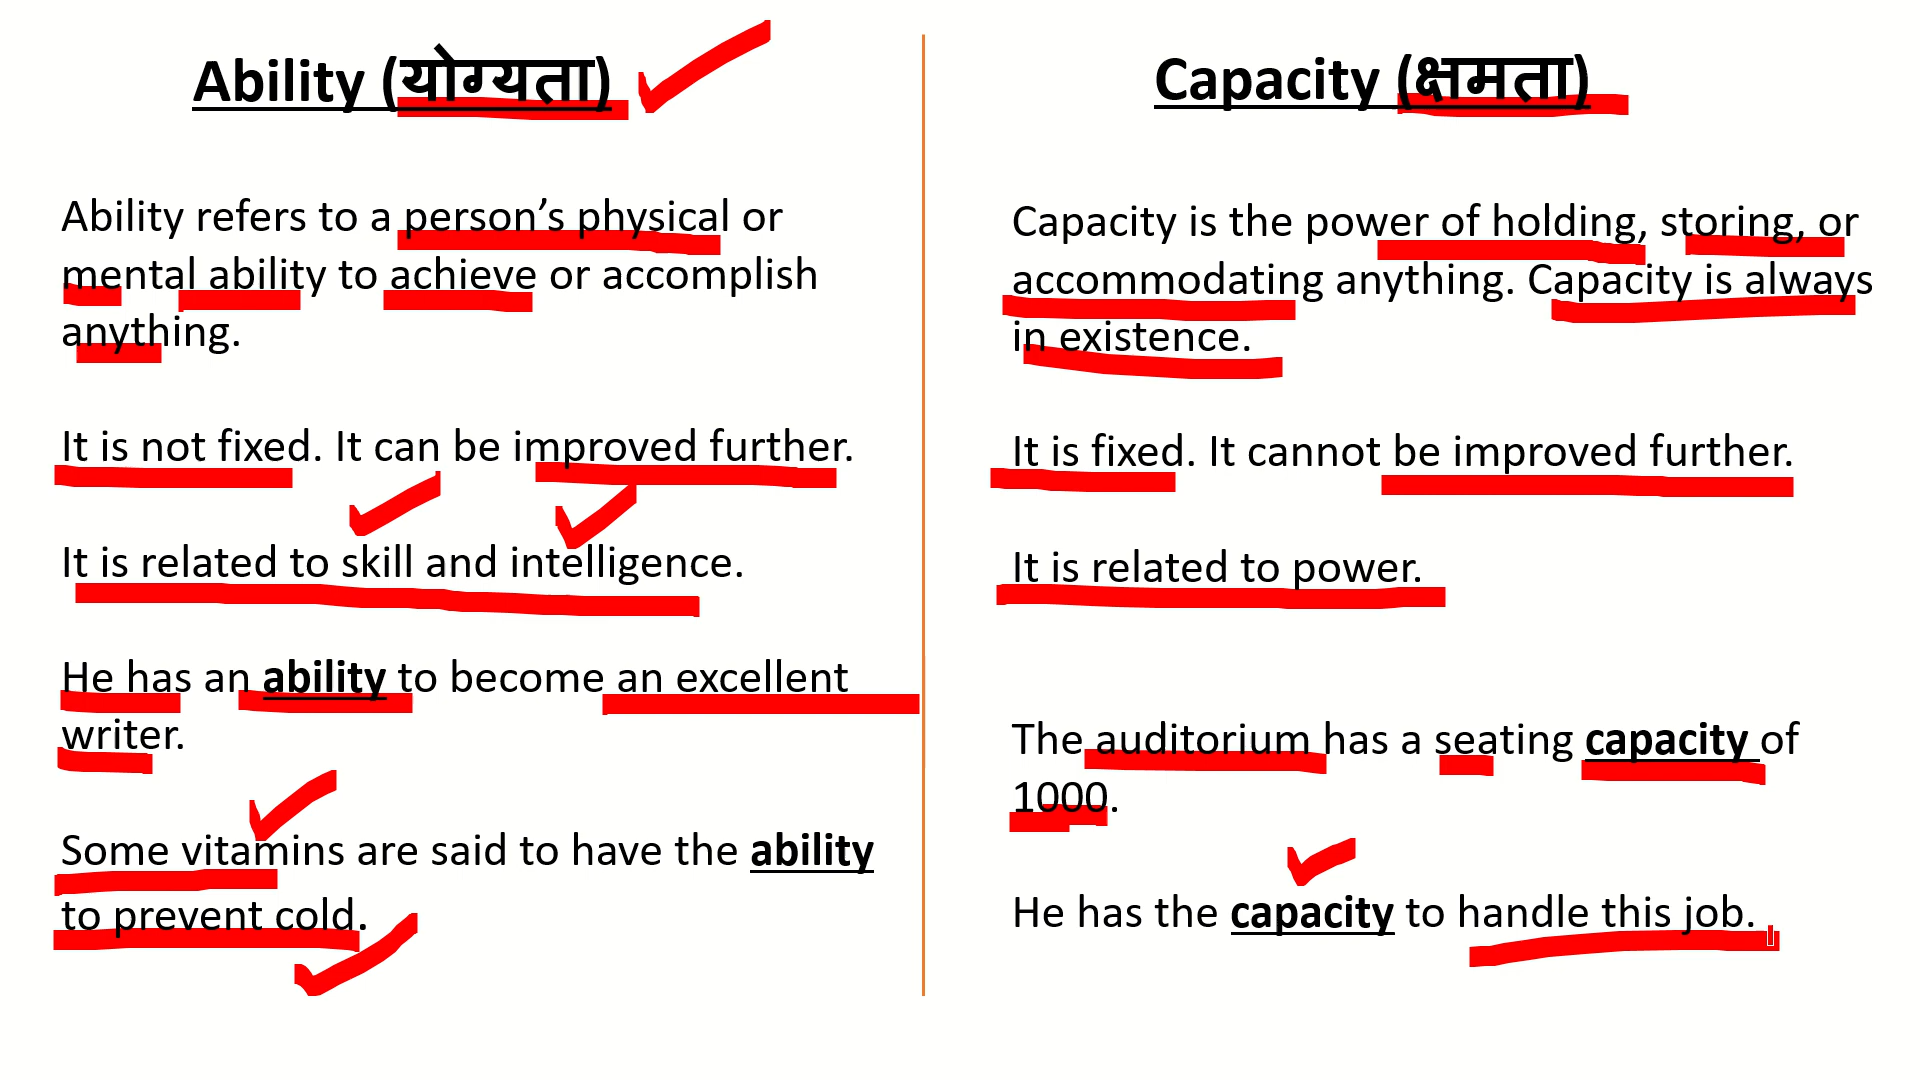 Ability (योग्यता)
Ability refers to a person’s physical or
mental ability to achieve or accomplish
anything.
It is not fixed. It can be improved further.
It is related to skill and intelligence.
He has an ability to become an excellent
writer.
Some vitamins are said to have the ability
to prevent cold.
Capacity (क्षमता)
Capacity is the power of holding, storing, or
accommodating anything. Capacity is always
in existence.
It is fixed. It cannot be improved further.
It is related to power.
The auditorium has a seating capacity of
1000.
He has the capacity to handle this job.